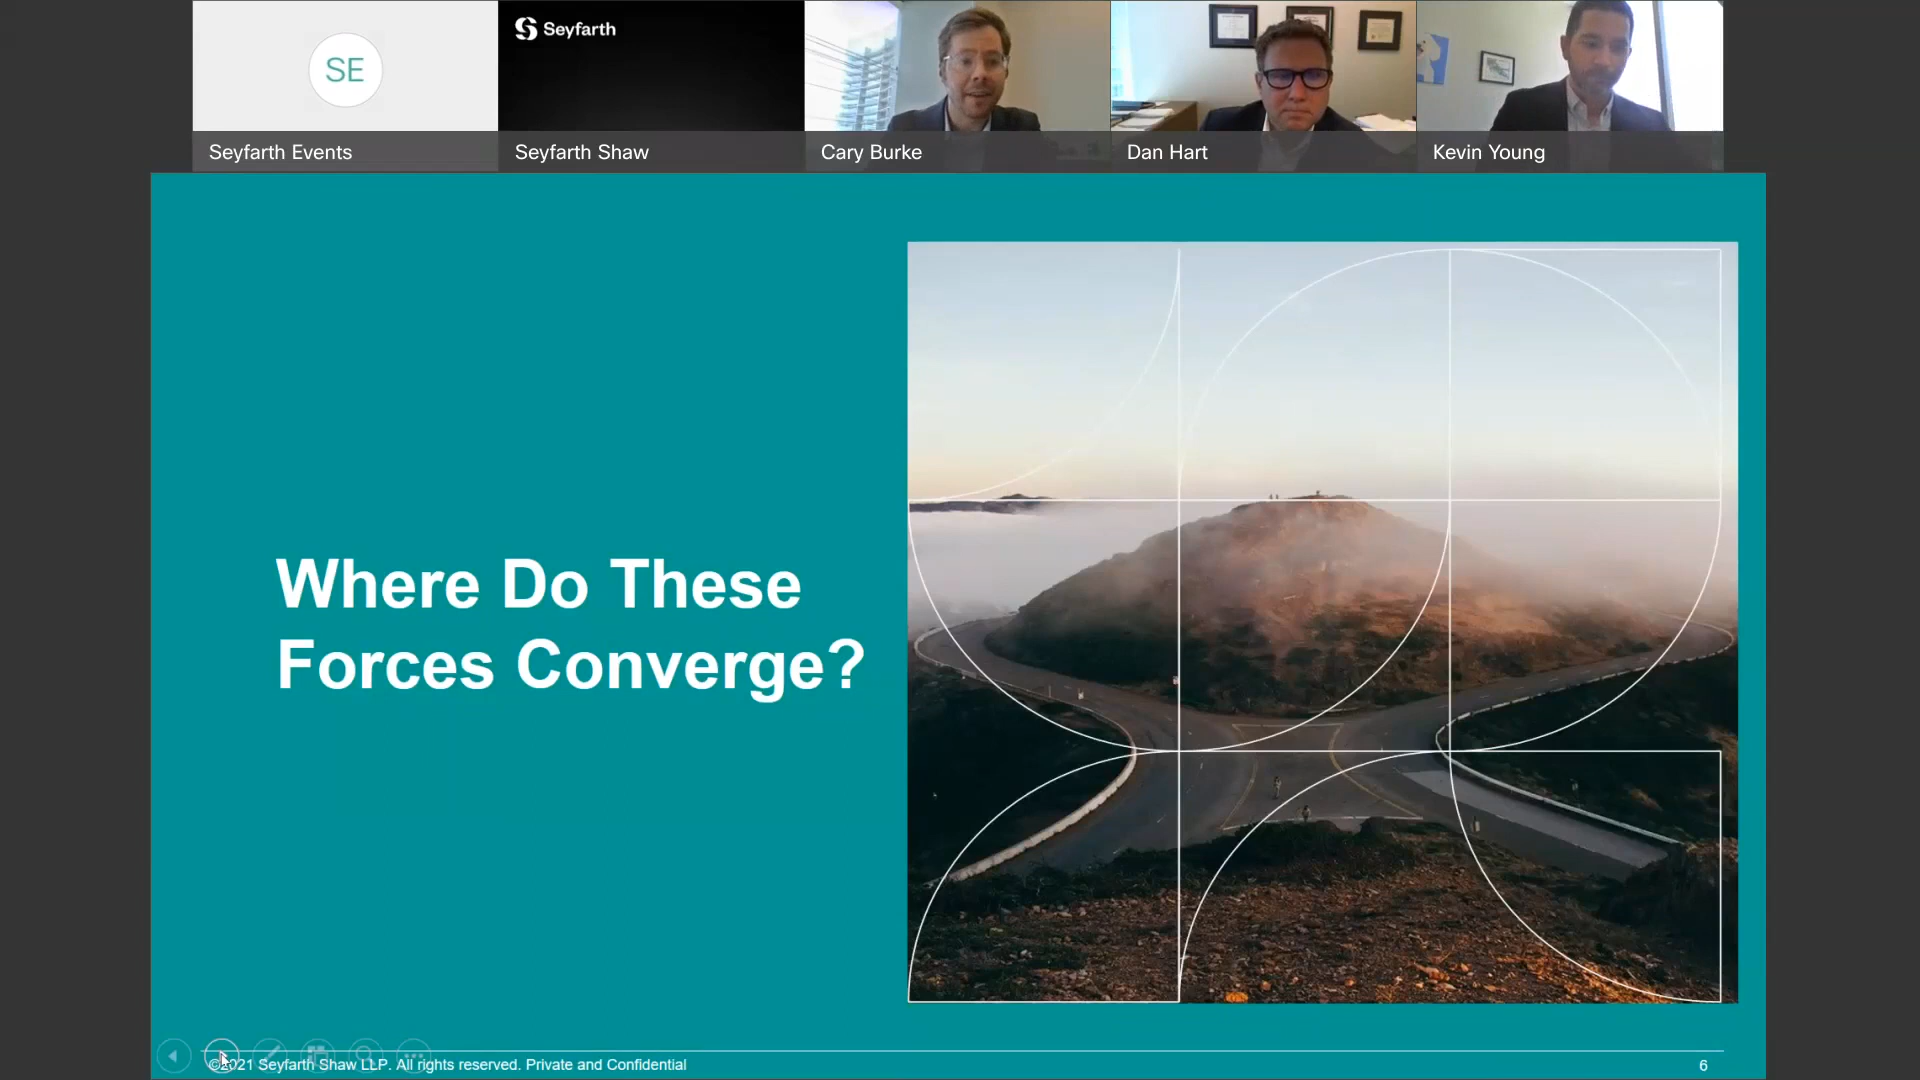 SE
Seyfarth
Seyfarth Events
Seyfarth Shaw
Cary Burke
Dan Hart
Kevin Young
Where Do These
Forces Converge?
©2021 Seyfarth Shaw LLP. All rights reserved. Private and Confidential
6